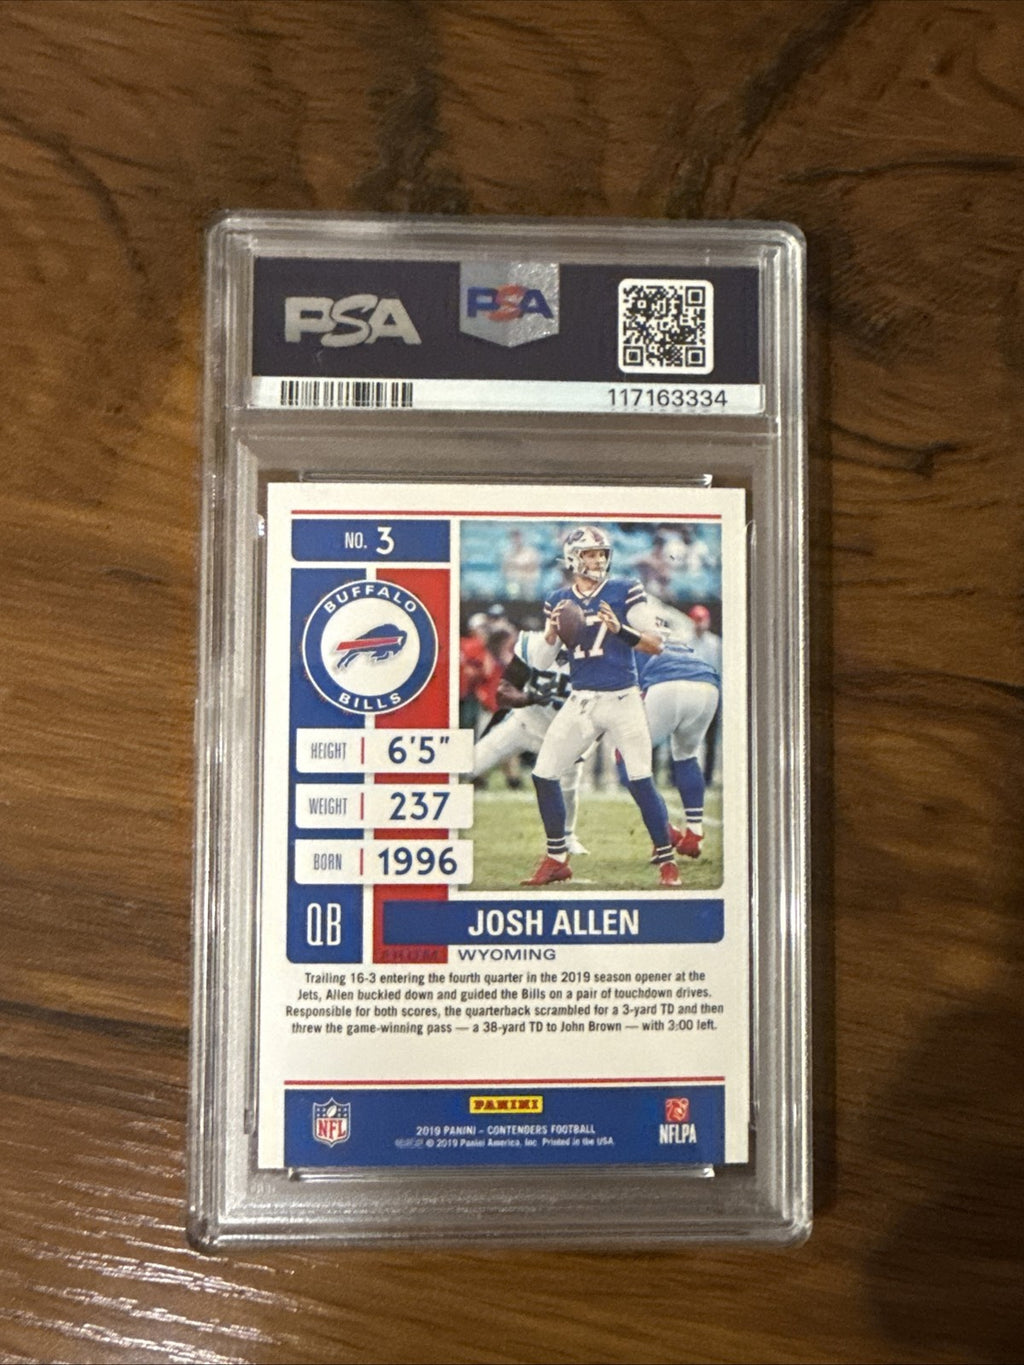 PSA
PSA
117163334
NO. 3
BUFFALO
BILLS
17
HEIGHT 6'5"
WEIGHT 237
BORN 1996
QB
JOSH ALLEN
FROM WYOMING
Trailing 16-3 entering the fourth quarter in the 2019 season opener at the
Jets, Allen buckled down and guided the Bills on a pair of touchdown drives.
Responsible for both scores, the quarterback scrambled for a 3-yard TD and then
threw the game-winning pass — a 38-yard TD to John Brown — with 3:00 left.
NFL
PANINI
2019 PANINI – CONTENDERS FOOTBALL
© 2019 Panini America, Inc. Printed in the USA.
NFLPA